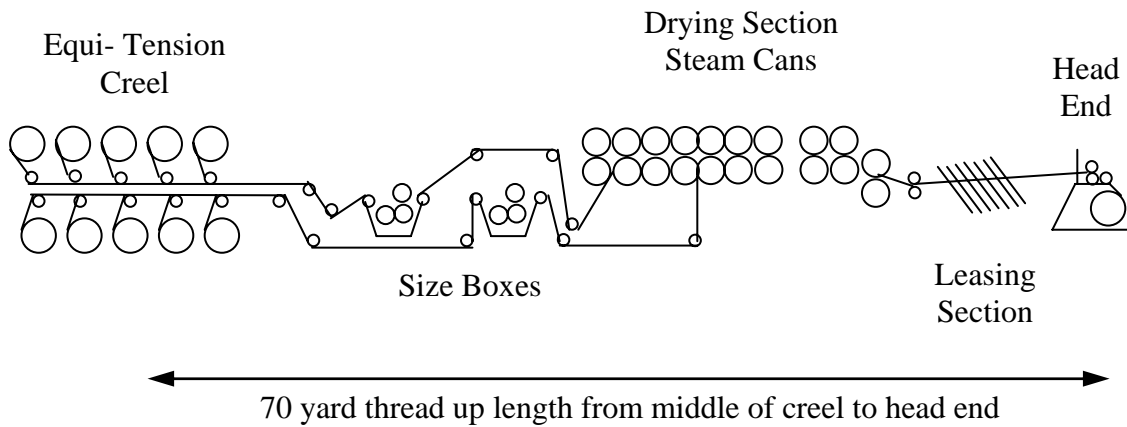 Equi- Tension
Creel
Drying Section
Steam Cans
Head
End
Size Boxes
Leasing
Section
70 yard thread up length from middle of creel to head end